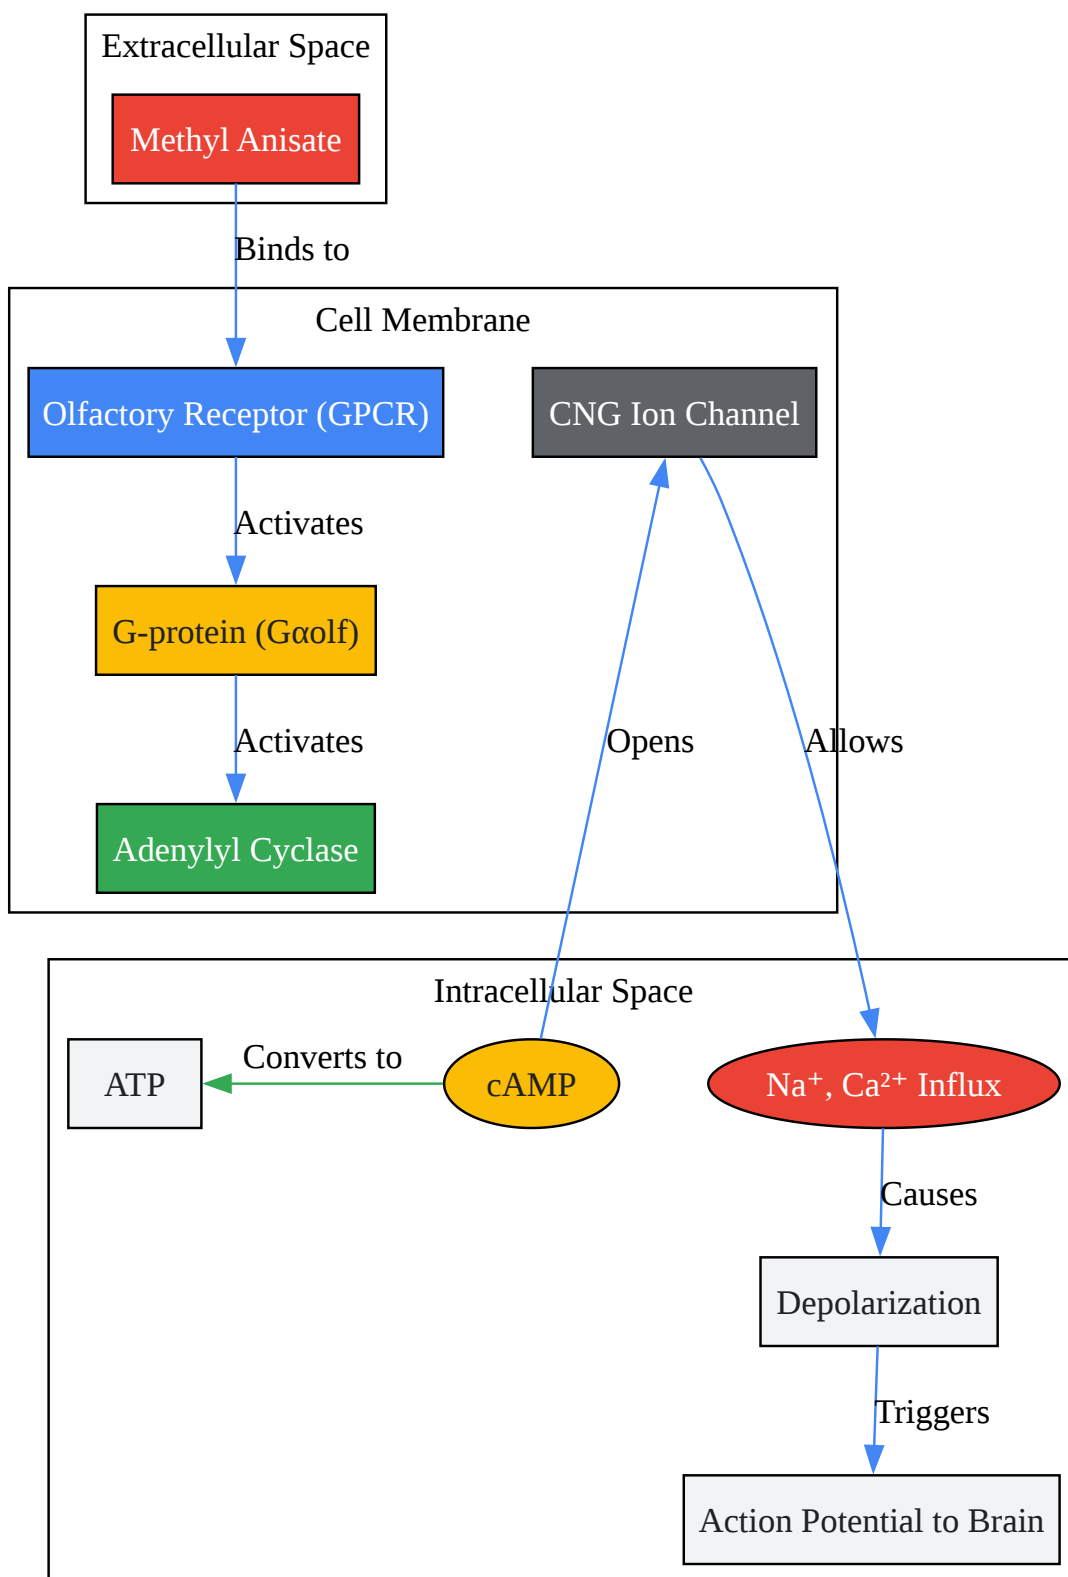 Extracellular Space
Methyl Anisate
Binds to
Cell Membrane
Olfactory Receptor (GPCR)
CNG Ion Channel
Activates
G-protein (Gαolf)
Activates
Opens
Allows
Adenylyl Cyclase
Intracellular Space
ATP
Converts to
cAMP
Na⁺, Ca²⁺ Influx
Causes
Depolarization
Triggers
Action Potential to Brain